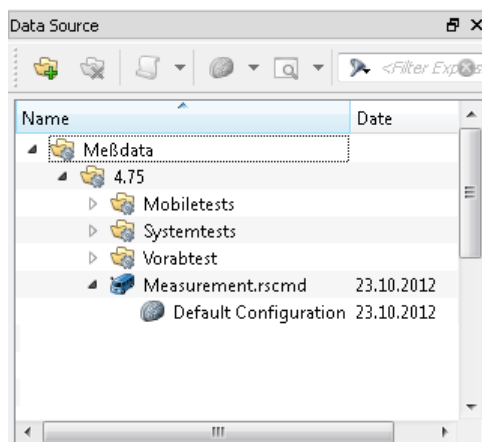 Data Source
<Filter Expres
Name Date
Meßdata
4.75
Mobiletests
Systemtests
Vorabtest
Measurement.rscmd 23.10.2012
Default Configuration 23.10.2012